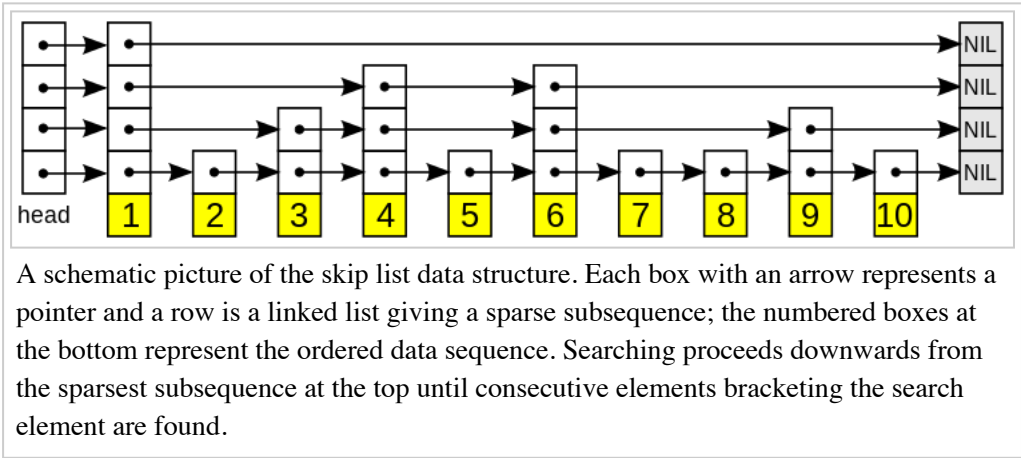 NIL
NIL
NIL
NIL
head 1 2 3 4 5 6 7 8 9 10
A schematic picture of the skip list data structure. Each box with an arrow represents a
pointer and a row is a linked list giving a sparse subsequence; the numbered boxes at
the bottom represent the ordered data sequence. Searching proceeds downwards from
the sparsest subsequence at the top until consecutive elements bracketing the search
element are found.